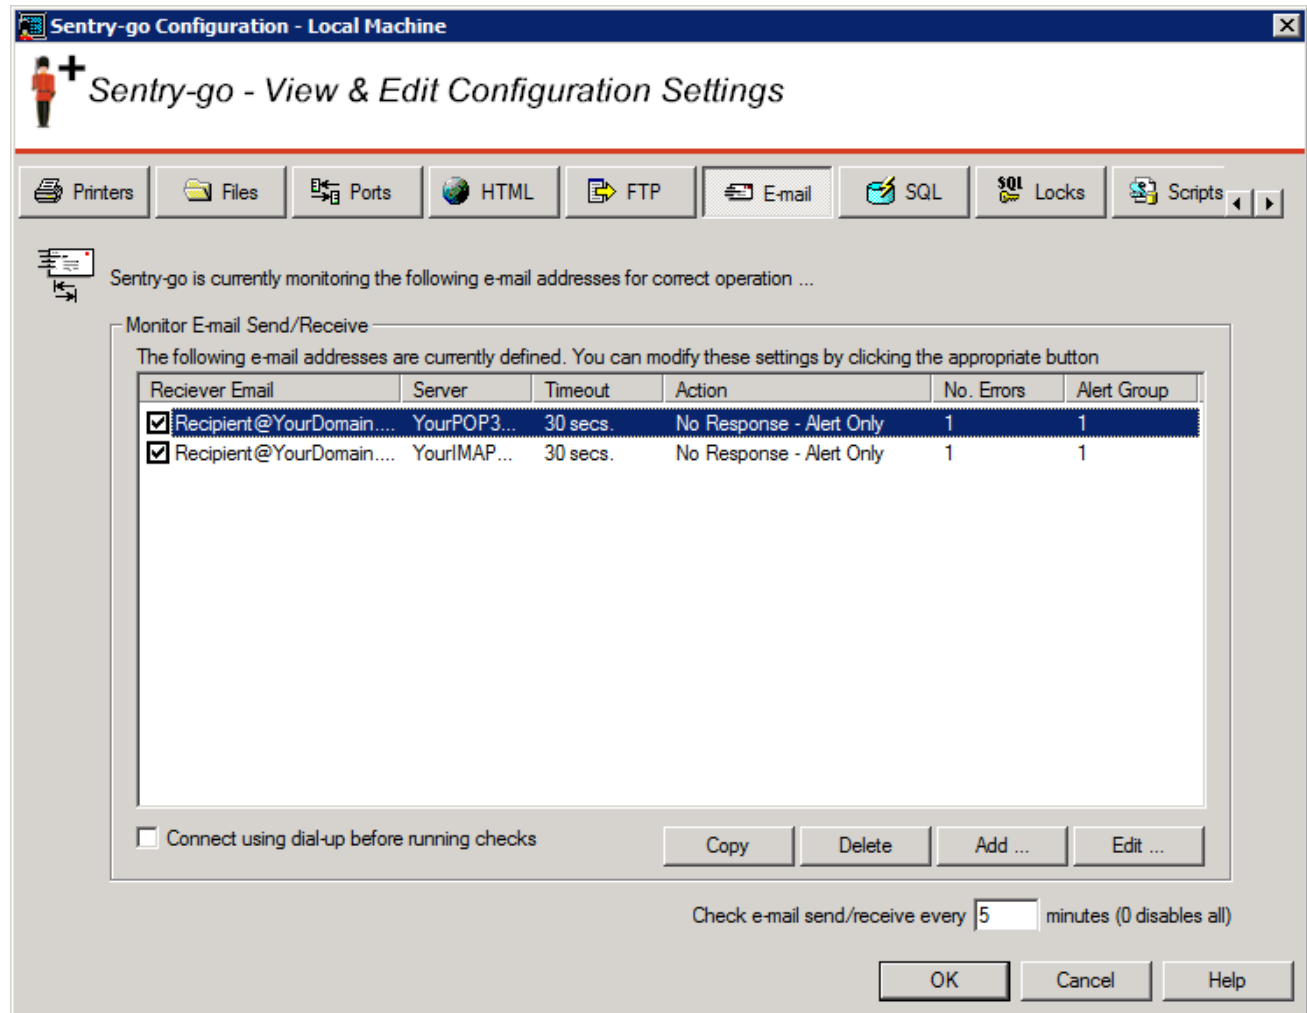 Sentry-go Configuration - Local Machine
Sentry-go - View & Edit Configuration Settings
Printers Files Ports HTML FTP E-mail SQL Locks Scripts
Sentry-go is currently monitoring the following e-mail addresses for correct operation ...
Monitor E-mail Send/Receive
The following e-mail addresses are currently defined. You can modify these settings by clicking the appropriate button
Reciever Email Server Timeout Action No. Errors Alert Group
Recipient@YourDomain.... YourPOP3... 30 secs. No Response - Alert Only 1 1
Recipient@YourDomain.... YourIMAP... 30 secs. No Response - Alert Only 1 1
Connect using dial-up before running checks Copy Delete Add ... Edit ...
Check e-mail send/receive every 5 minutes (0 disables all)
OK Cancel Help